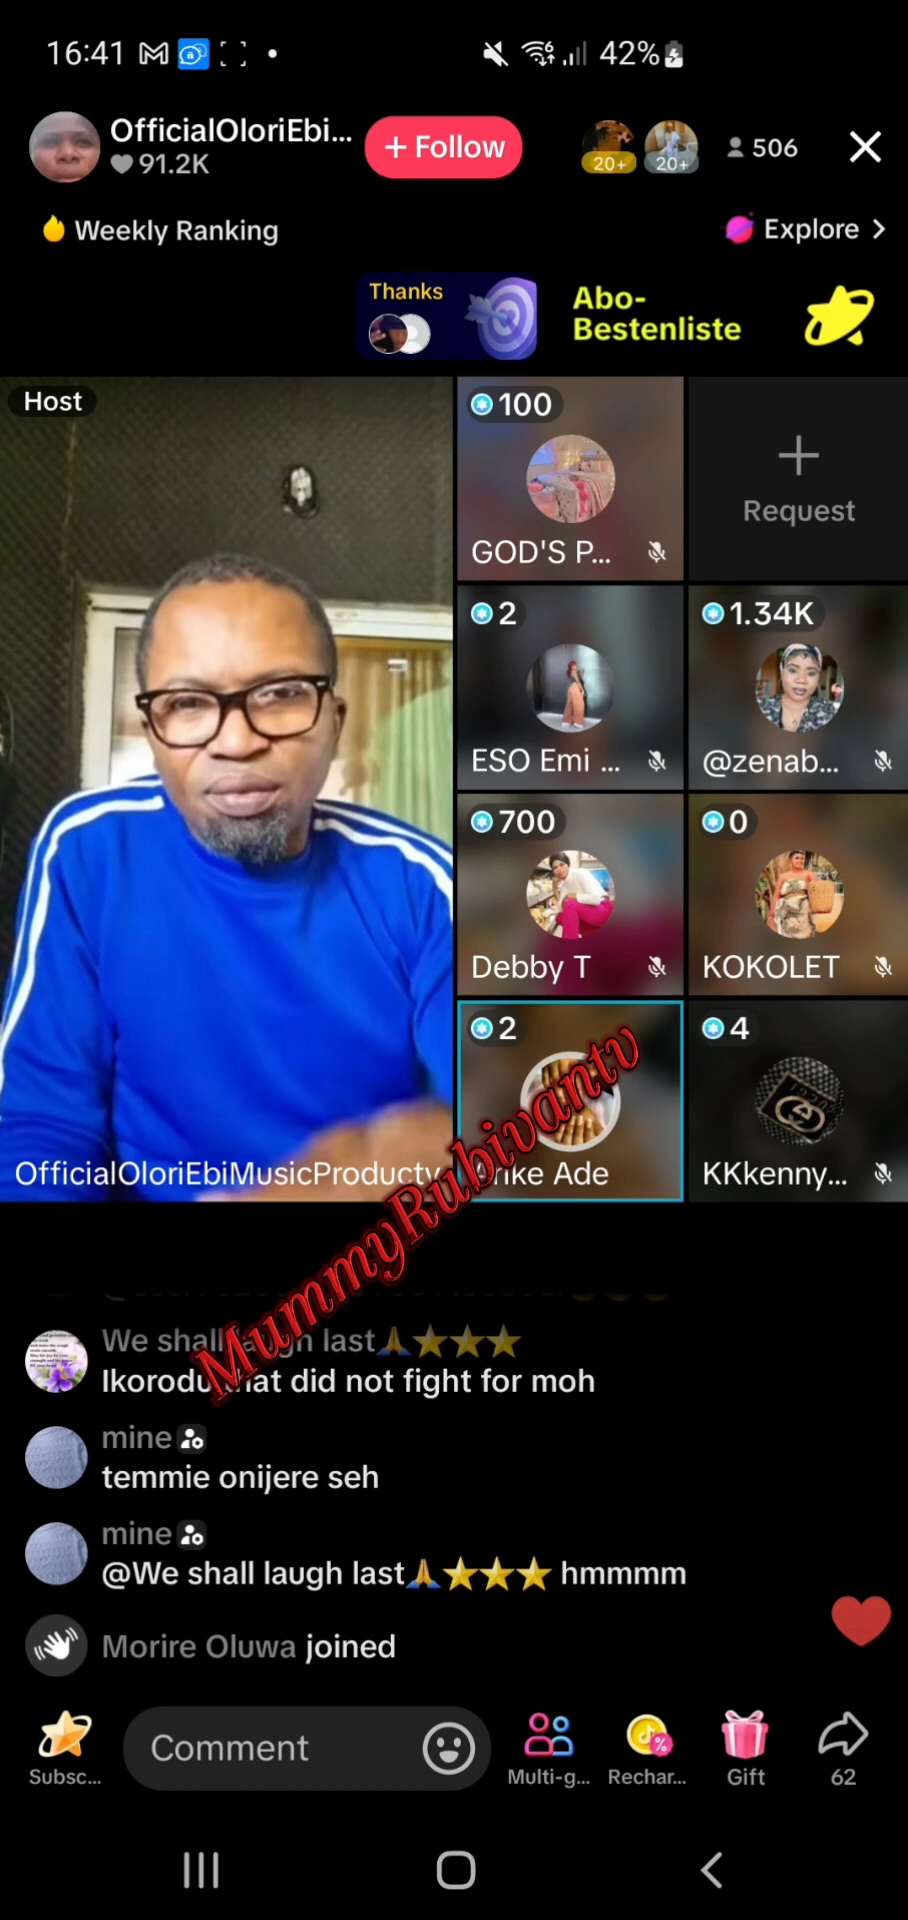 16:41
42%
OfficialOloriEbi...
91.2K
+ Follow
20+
20+
506
Weekly Ranking
Explore >
Thanks
Abo-
Bestenliste
Host
100
GOD'S P...
Request
2
ESO Emi ...
1.34K
@zenab...
700
Debby T
0
KOKOLET
2
4
OfficialOloriEbiMusicProductv
Ade
KKkenny...
MummyRubivantv
We shall laugh last🙏⭐⭐⭐
Ikorodu that did not fight for moh
mine
temmie onijere seh
mine
@We shall laugh last🙏⭐⭐⭐ hmmmm
Morire Oluwa joined
Subsc...
Comment
Multi-g...
Rechar...
Gift
62